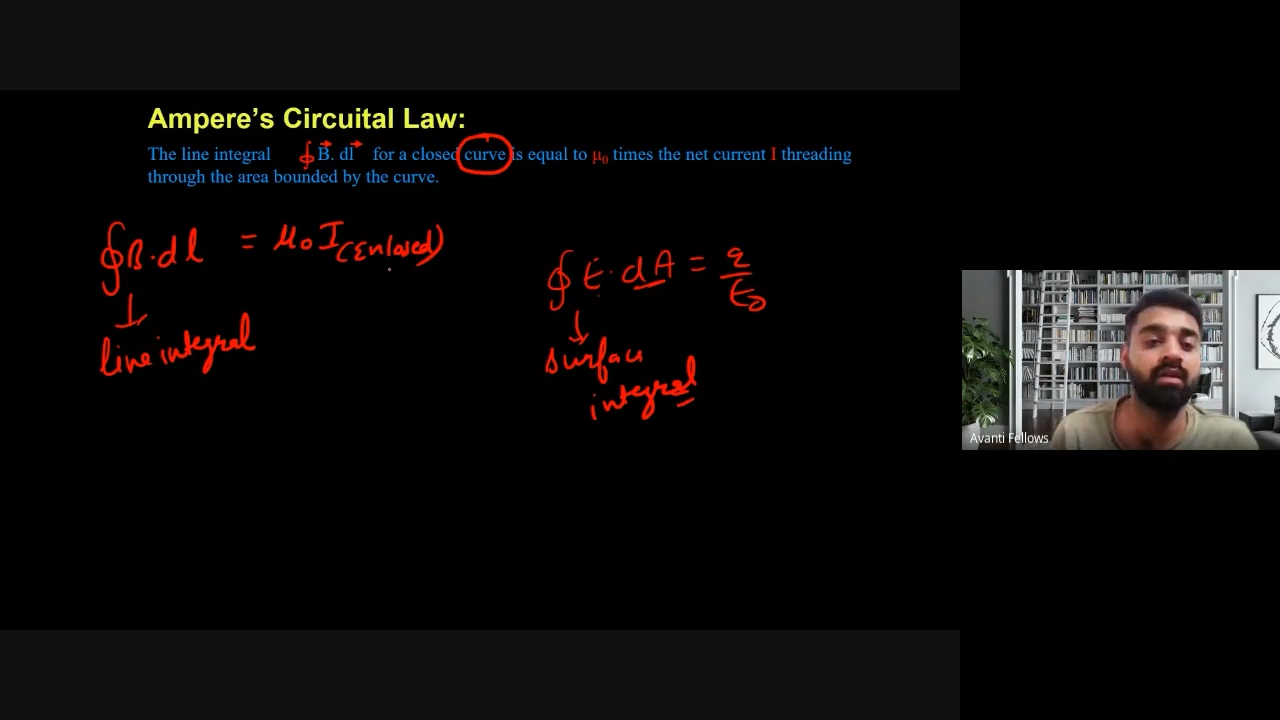 Ampere's Circuital Law:
The line integral ∮ B⃗. dl⃗ for a closed curve is equal to μ₀ times the net current I threading
through the area bounded by the curve.
∮B.dl = μ₀ I(Enlosed)
line integral
∮ E. dA = q/ε₀
surface
integral
Avanti Fellows